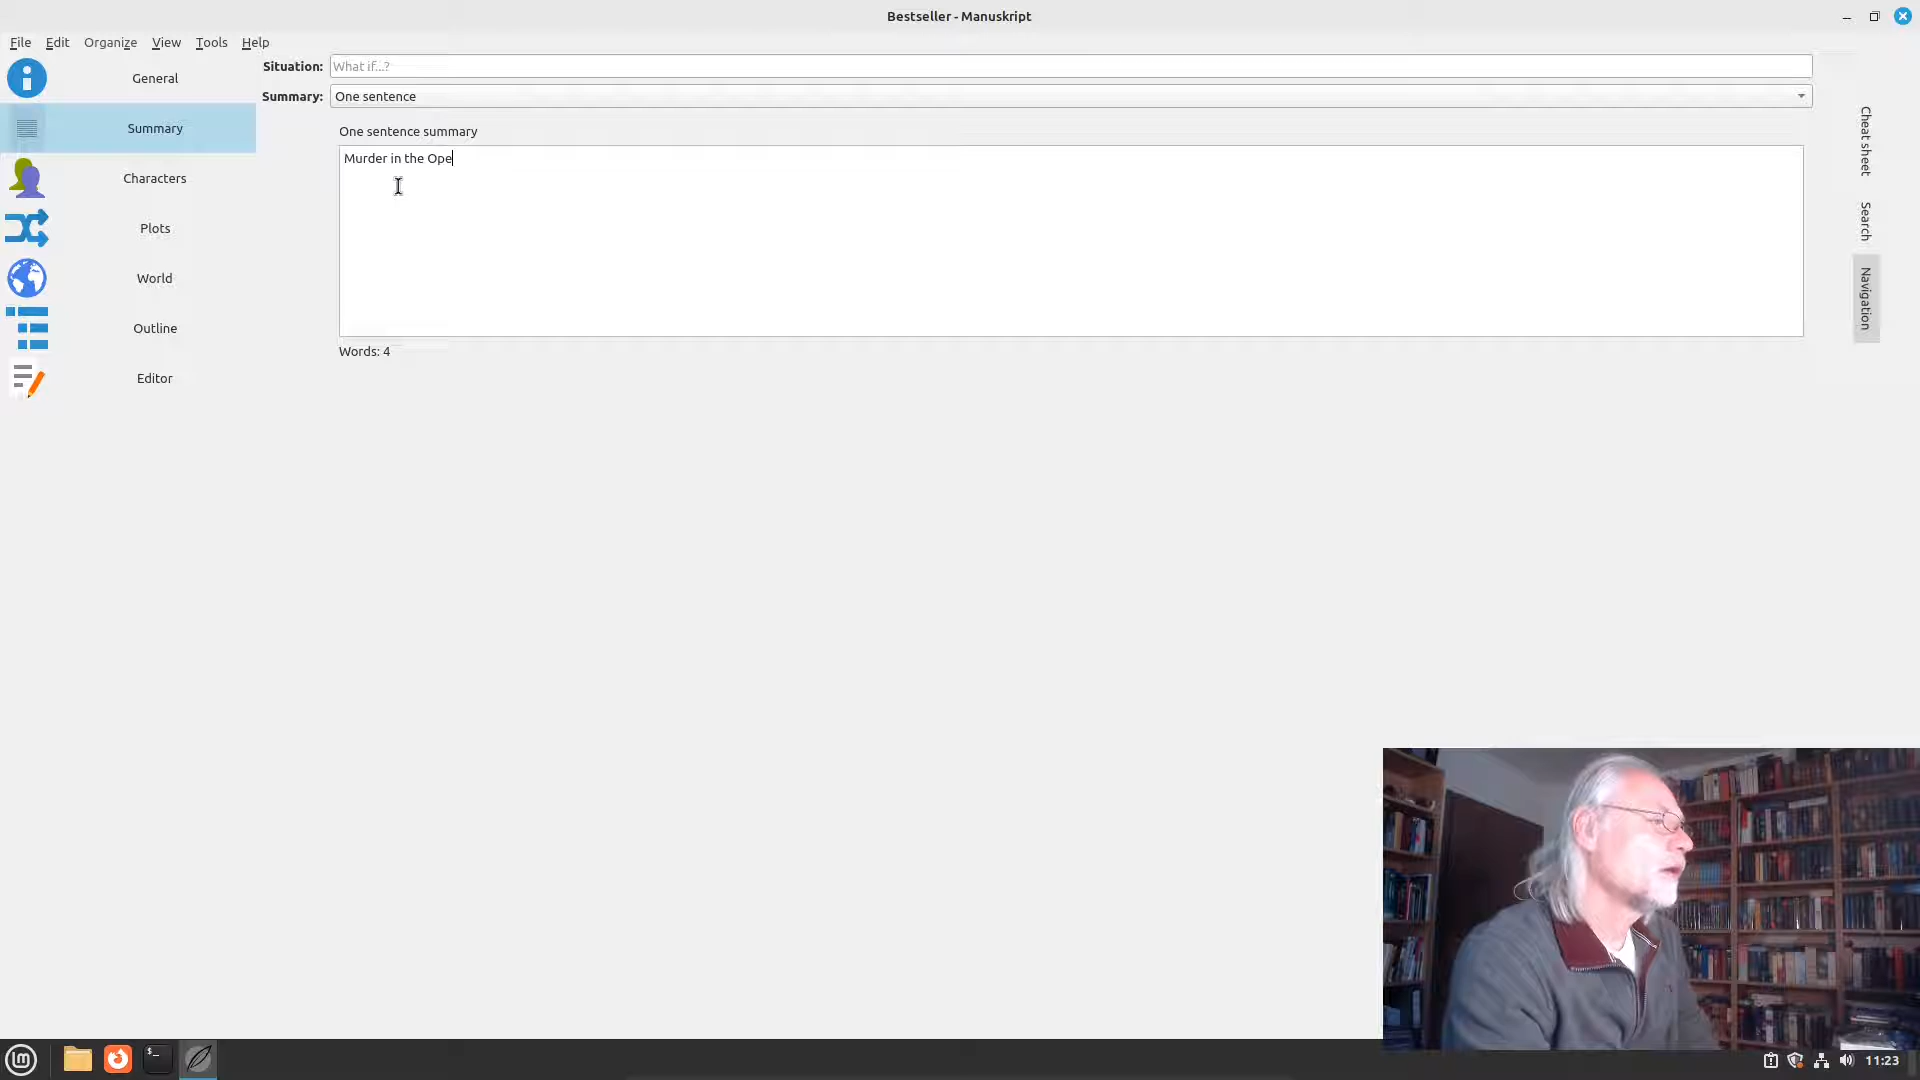 Bestseller - Manuskript
File Edit Organize View Tools Help
General
Summary
Characters
Plots
World
Outline
Editor
Situation: What if...?
Summary: One sentence
One sentence summary
Murder in the Ope
Words: 4
Cheat sheet
Search
Navigation
11:23